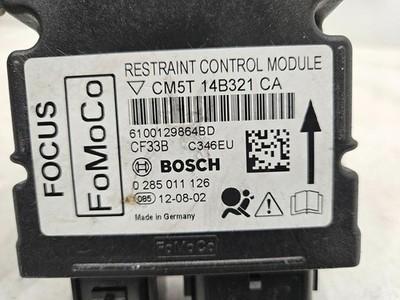 FOCUS
FoMoCo
RESTRAINT CONTROL MODULE
CM5T 14B321 CA
6100129864BD
CF33B C346EU
BOSCH
0 285 011 126
085 12-08-02
Made in Germany
FoMoCo